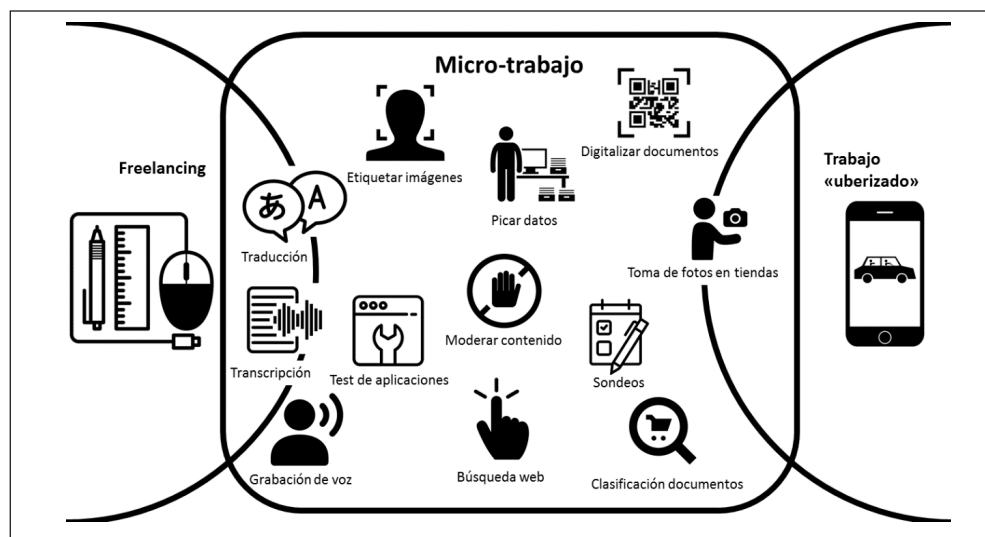 Micro-trabajo
Digitalizar documentos
Etiquetar imágenes
Freelancing
Trabajo
«uberizado»
あ A
Picar datos
Traducción
Toma de fotos en tiendas
Moderar contenido
Transcripción
Test de aplicaciones
Sondeos
Grabación de voz
Búsqueda web
Clasificación documentos